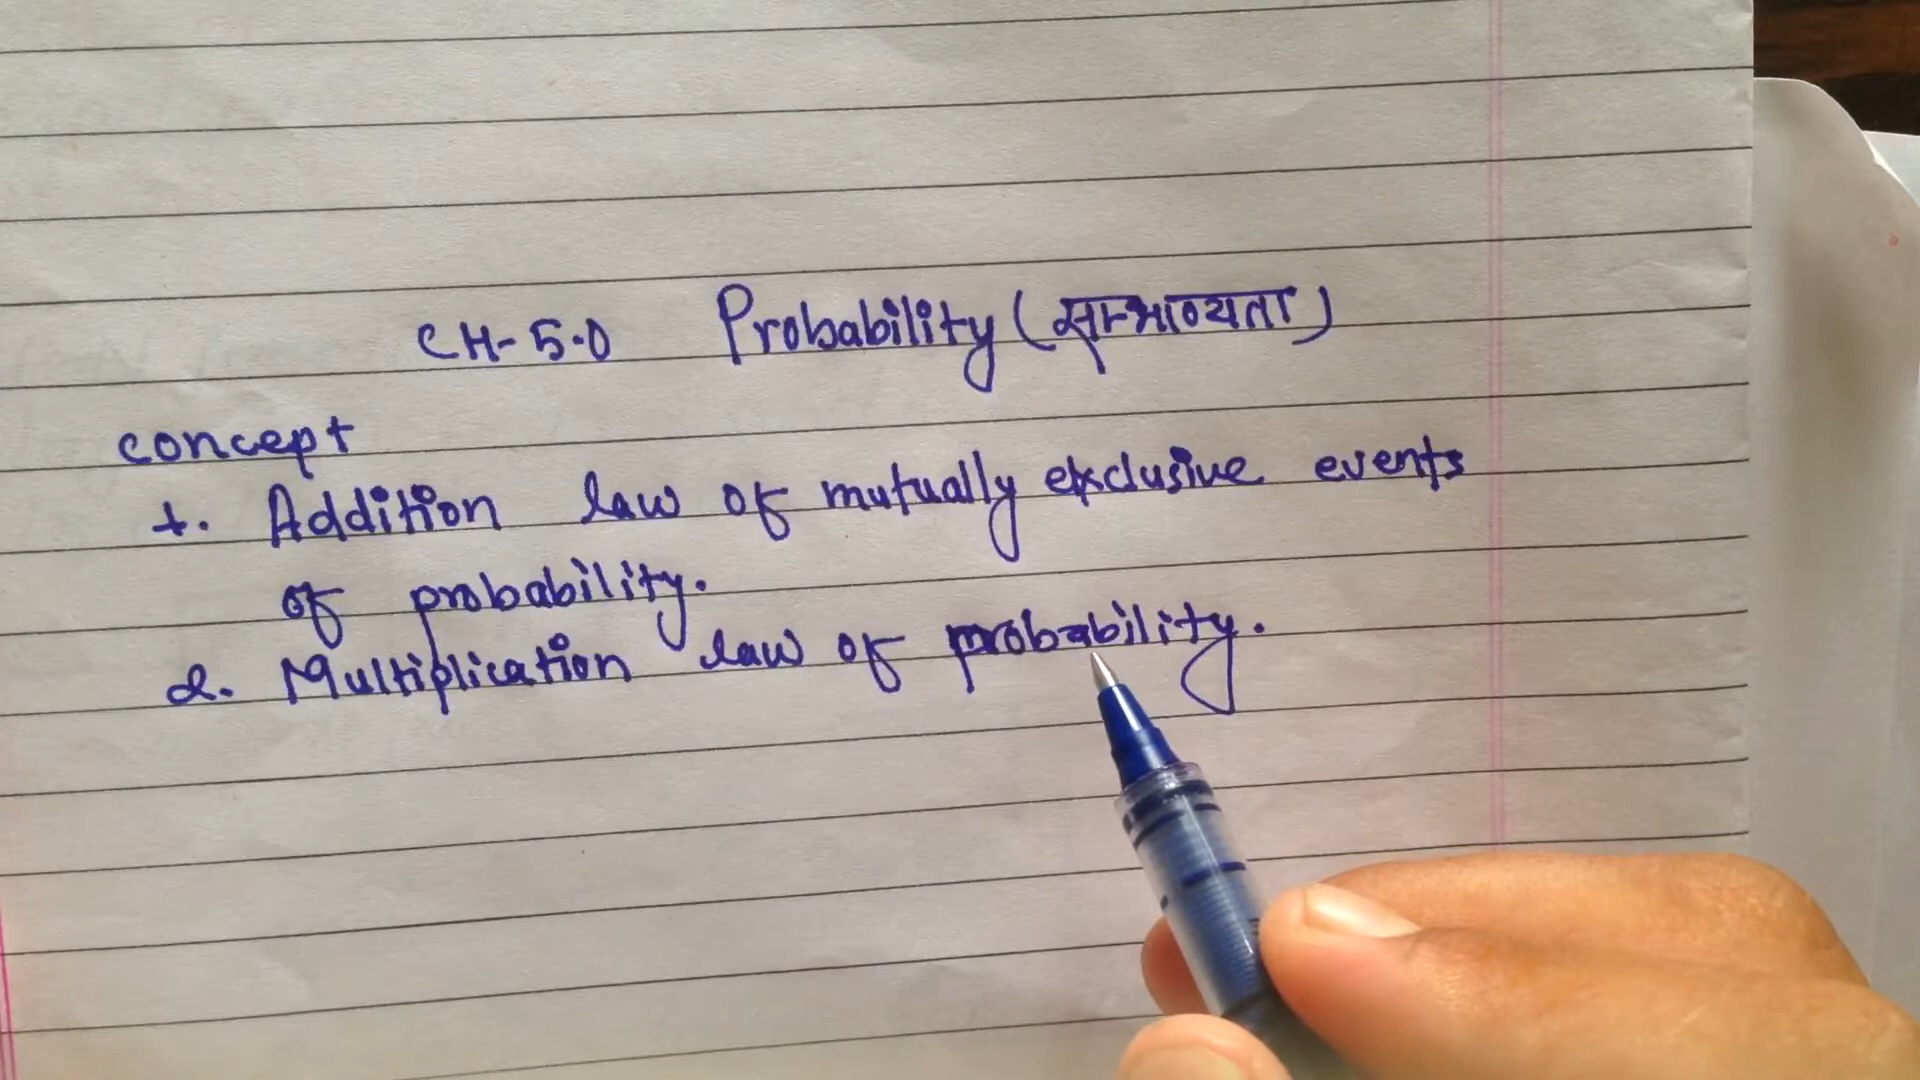 CH-5.0 Probability (सम्भाव्यता)
concept
1. Addition law of mutually exclusive events
of probability.
2. Multiplication law of probability.